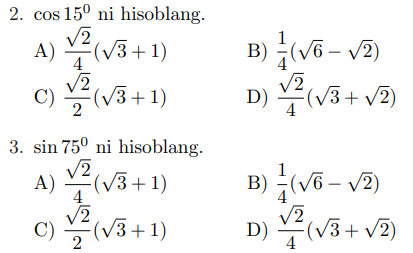 2. cos 15⁰ ni hisoblang.
A) √2/4(√3 + 1) B) 1/4(√6 − √2)
C) √2/2(√3 + 1) D) √2/4(√3 + √2)
3. sin 75⁰ ni hisoblang.
A) √2/4(√3 + 1) B) 1/4(√6 − √2)
C) √2/2(√3 + 1) D) √2/4(√3 + √2)